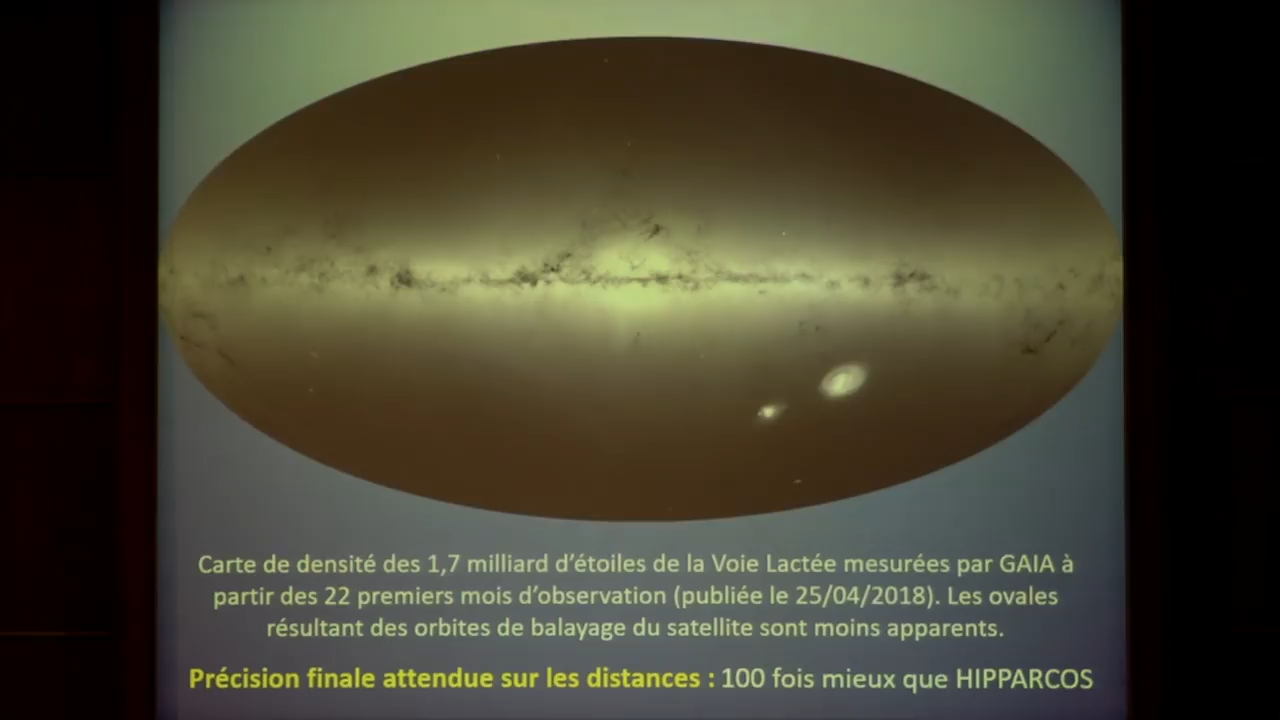 Carte de densité des 1,7 milliard d'étoiles de la Voie Lactée mesurées par GAIA à
partir des 22 premiers mois d'observation (publiée le 25/04/2018). Les ovales
résultant des orbites de balayage du satellite sont moins apparents.
Précision finale attendue sur les distances : 100 fois mieux que HIPPARCOS